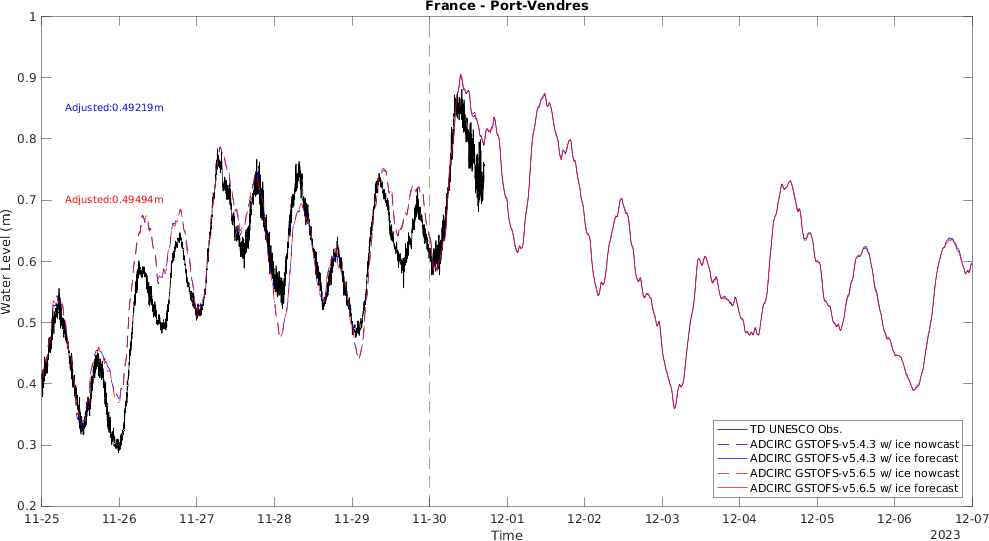 France - Port-Vendres
1
0.9
0.8
0.7
0.6
0.5
0.4
0.3
0.2
Water Level (m)
Adjusted:0.49219m
Adjusted:0.49494m
TD UNESCO Obs.
ADCIRC GSTOFS-v5.4.3 w/ ice nowcast
ADCIRC GSTOFS-v5.4.3 w/ ice forecast
ADCIRC GSTOFS-v5.6.5 w/ ice nowcast
ADCIRC GSTOFS-v5.6.5 w/ ice forecast
11-25 11-26 11-27 11-28 11-29 11-30 12-01 12-02 12-03 12-04 12-05 12-06 12-07
Time
2023